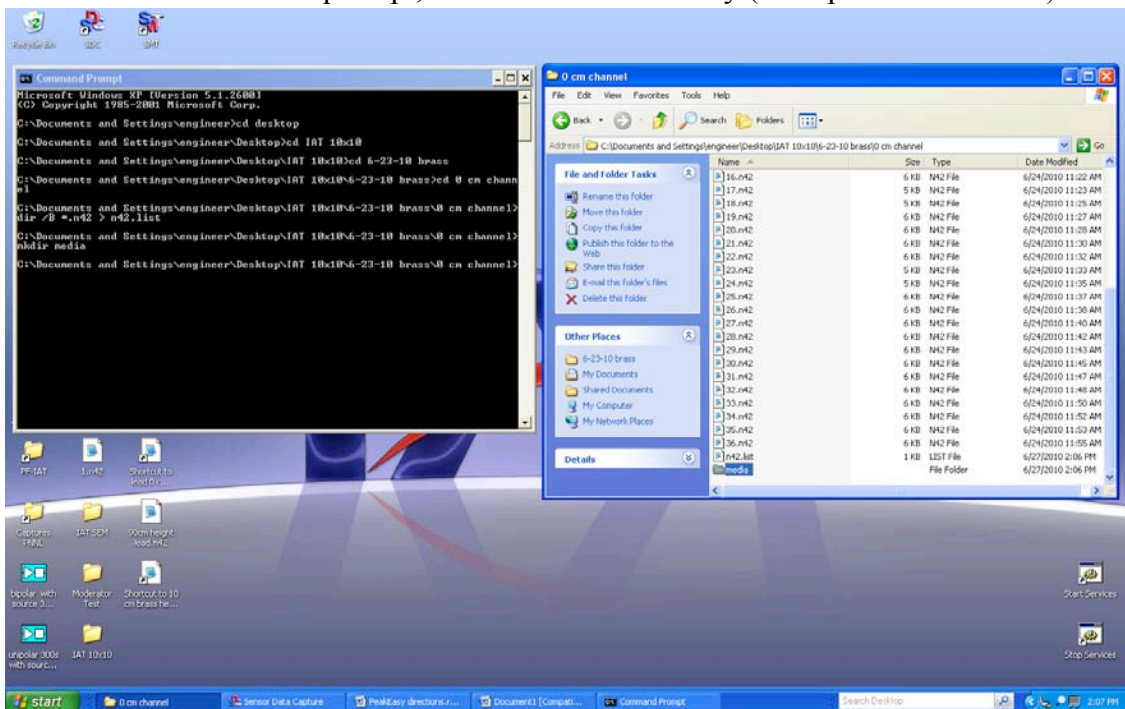 Recycle Bin
SDC
SMT
Command Prompt
Microsoft Windows XP [Version 5.1.2600]
(C) Copyright 1985-2001 Microsoft Corp.
C:\Documents and Settings\engineer>cd desktop
C:\Documents and Settings\engineer\Desktop>cd IAT 10x10
C:\Documents and Settings\engineer\Desktop\IAT 10x10>cd 6-23-10 brass
C:\Documents and Settings\engineer\Desktop\IAT 10x10\6-23-10 brass>cd 0 cm chann
el
C:\Documents and Settings\engineer\Desktop\IAT 10x10\6-23-10 brass\0 cm channel>
dir /B *.n42 > n42.list
C:\Documents and Settings\engineer\Desktop\IAT 10x10\6-23-10 brass\0 cm channel>
mkdir media
C:\Documents and Settings\engineer\Desktop\IAT 10x10\6-23-10 brass\0 cm channel>
0 cm channel
File Edit View Favorites Tools Help
Back Search Folders
Address C:\Documents and Settings\engineer\Desktop\IAT 10x10\6-23-10 brass\0 cm channel Go
File and Folder Tasks
Rename this folder
Move this folder
Copy this folder
Publish this folder to the
Web
Share this folder
E-mail this folder's files
Delete this folder
Other Places
6-23-10 brass
My Documents
Shared Documents
My Computer
My Network Places
Details
Name Size Type Date Modified
16.n42 6 KB N42 File 6/24/2010 11:22 AM
17.n42 5 KB N42 File 6/24/2010 11:23 AM
18.n42 5 KB N42 File 6/24/2010 11:25 AM
19.n42 6 KB N42 File 6/24/2010 11:27 AM
20.n42 6 KB N42 File 6/24/2010 11:28 AM
21.n42 6 KB N42 File 6/24/2010 11:30 AM
22.n42 6 KB N42 File 6/24/2010 11:32 AM
23.n42 5 KB N42 File 6/24/2010 11:33 AM
24.n42 5 KB N42 File 6/24/2010 11:35 AM
25.n42 6 KB N42 File 6/24/2010 11:37 AM
26.n42 6 KB N42 File 6/24/2010 11:38 AM
27.n42 6 KB N42 File 6/24/2010 11:40 AM
28.n42 6 KB N42 File 6/24/2010 11:42 AM
29.n42 6 KB N42 File 6/24/2010 11:43 AM
30.n42 6 KB N42 File 6/24/2010 11:45 AM
31.n42 6 KB N42 File 6/24/2010 11:47 AM
32.n42 6 KB N42 File 6/24/2010 11:48 AM
33.n42 6 KB N42 File 6/24/2010 11:50 AM
34.n42 6 KB N42 File 6/24/2010 11:52 AM
35.n42 6 KB N42 File 6/24/2010 11:53 AM
36.n42 6 KB N42 File 6/24/2010 11:55 AM
n42.list 1 KB LIST File 6/27/2010 2:06 PM
media File Folder 6/27/2010 2:06 PM
PF-IAT
1.n42
Shortcut to
lead 0 c...
Captures
PNNL
IAT SEM
90cm height
lead.n42
bipolar with
source 3...
Moderator
Test
Shortcut to 10
cm brass he...
unipolar 300s
with sourc...
IAT 10x10
Start Services
Stop Services
start
0 cm channel
Sensor Data Capture
PeakEasy directions.r...
Document1 [Compati...
Command Prompt
Search Desktop
2:07 PM